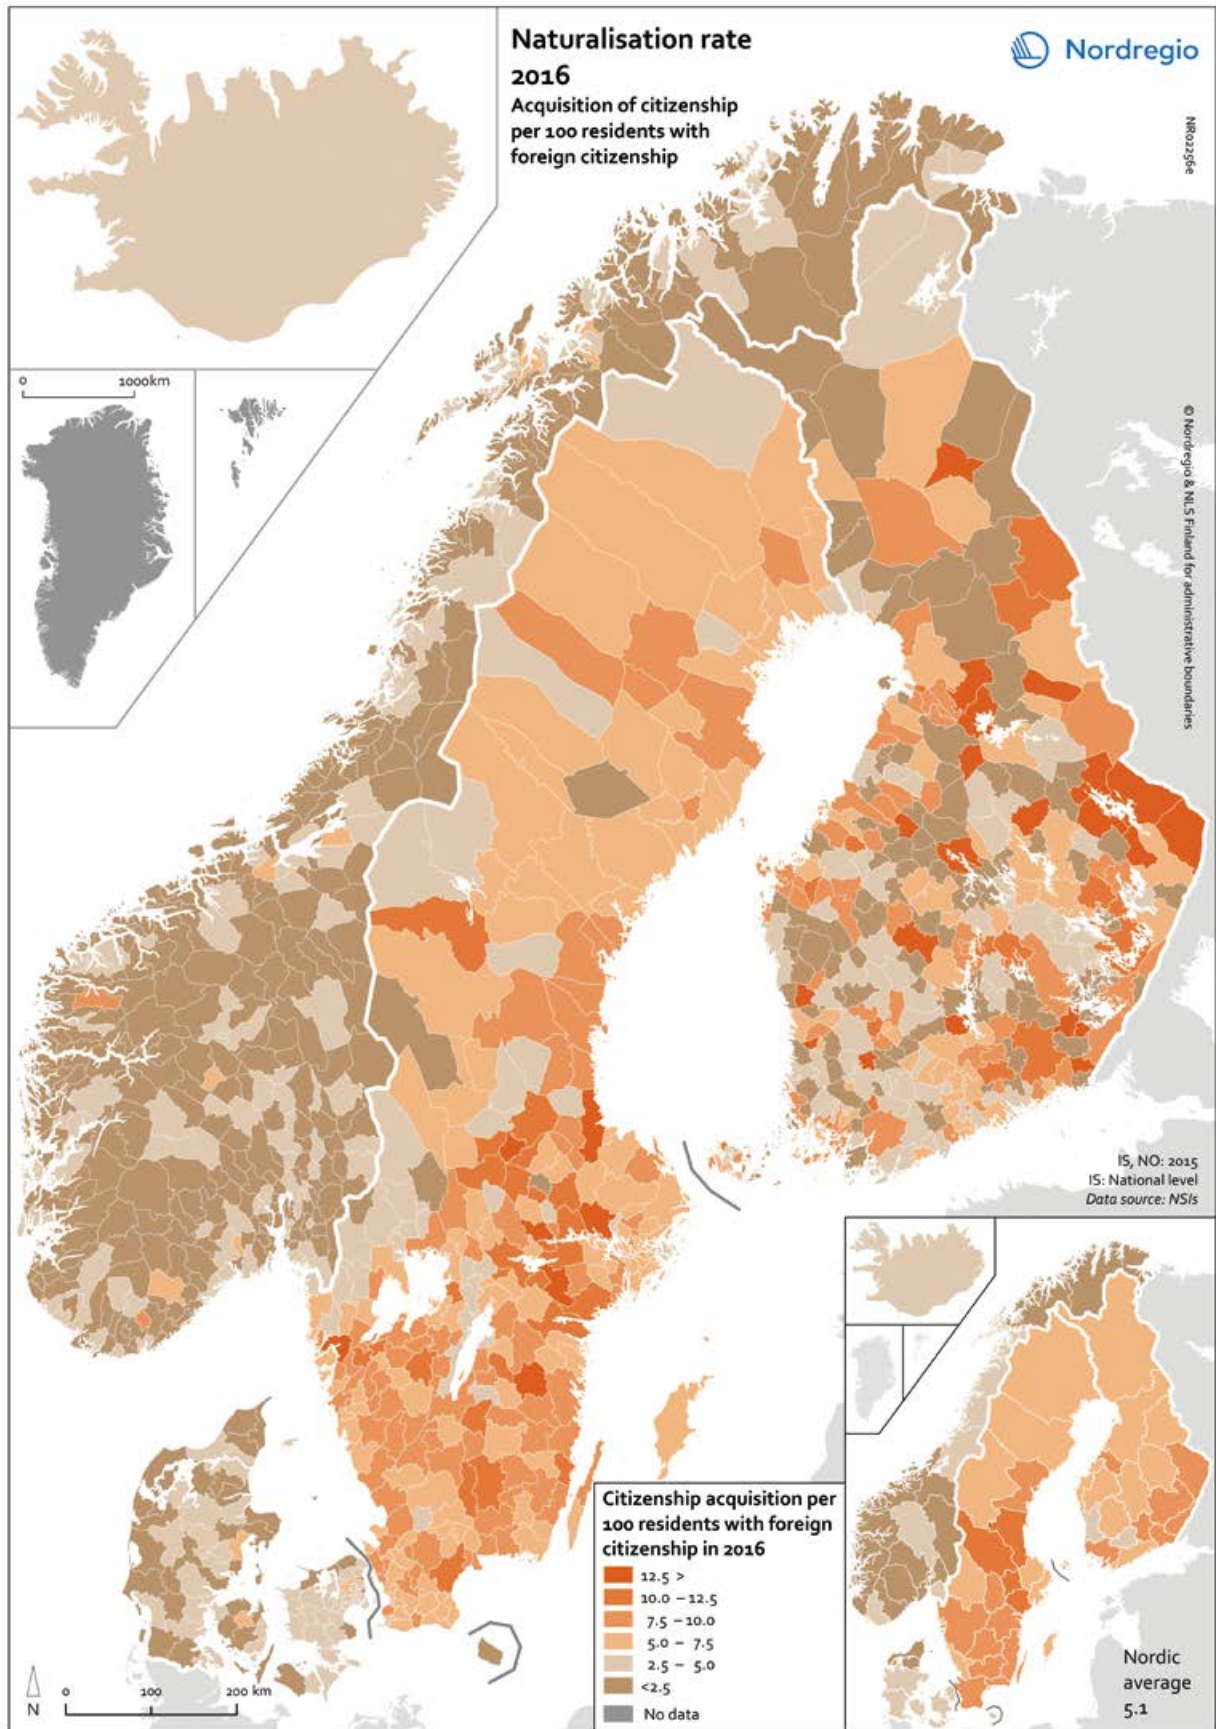 Naturalisation rate
2016
Acquisition of citizenship
per 100 residents with
foreign citizenship
Nordregio
NR02256e
0 1000km
© Nordregio & NLS Finland for administrative boundaries
IS, NO: 2015
IS: National level
Data source: NSIs
Citizenship acquisition per
100 residents with foreign
citizenship in 2016
12.5 >
10.0 – 12.5
7.5 – 10.0
5.0 – 7.5
2.5 – 5.0
<2.5
No data
Nordic
average
5.1
N
0 100 200 km